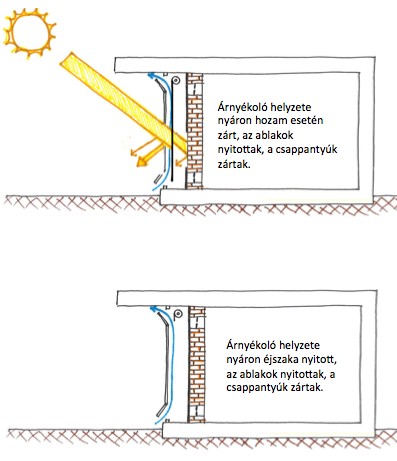 Árnyékoló helyzete
nyáron hozam esetén
zárt, az ablakok
nyitottak, a csappantyúk
zártak.
Árnyékoló helyzete
nyáron éjszaka nyitott,
az ablakok nyitottak, a
csappantyúk zártak.